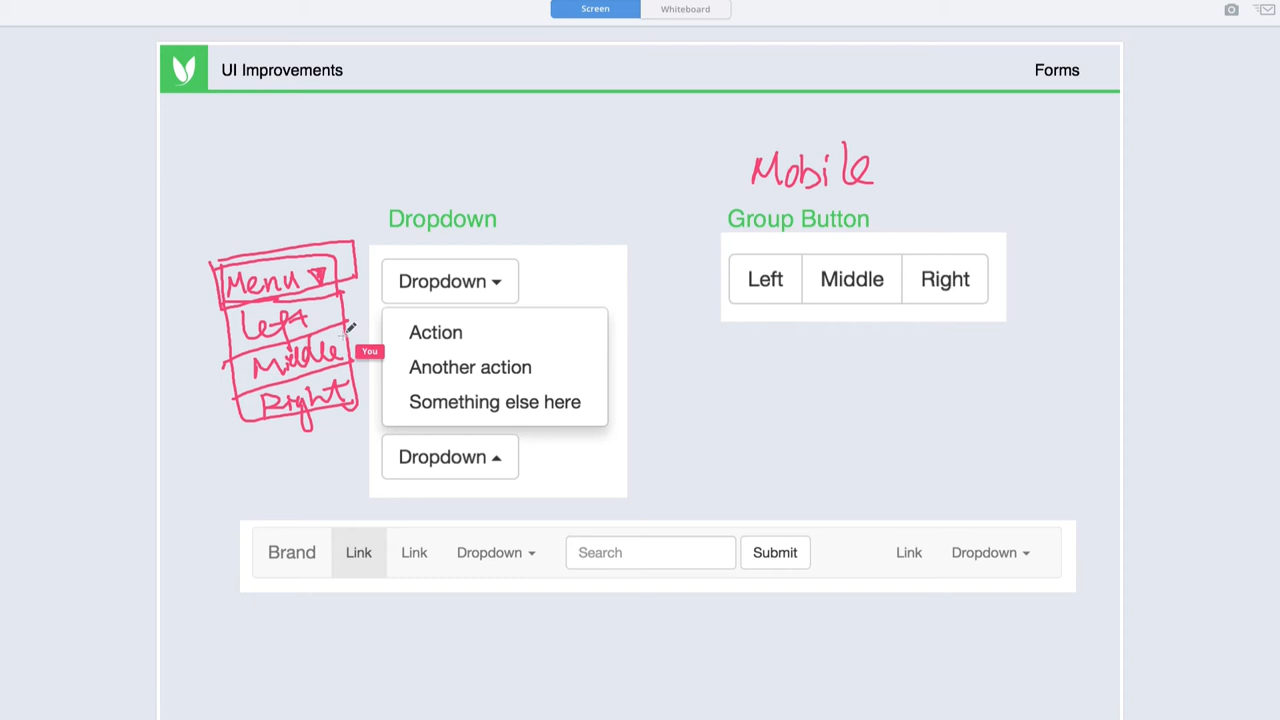 Screen Whiteboard
UI Improvements Forms
Mobile
Dropdown
Group Button
Menu
Left
Middle
Right
You
Dropdown
Action
Another action
Something else here
Dropdown
Left Middle Right
Brand Link Link Dropdown Search Submit Link Dropdown